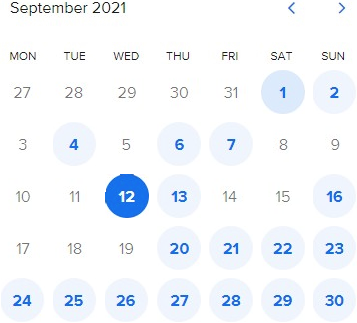 September 2021 < >
MON TUE WED THU FRI SAT SUN
27 28 29 30 31 1 2
3 4 5 6 7 8 9
10 11 12 13 14 15 16
17 18 19 20 21 22 23
24 25 26 27 28 29 30